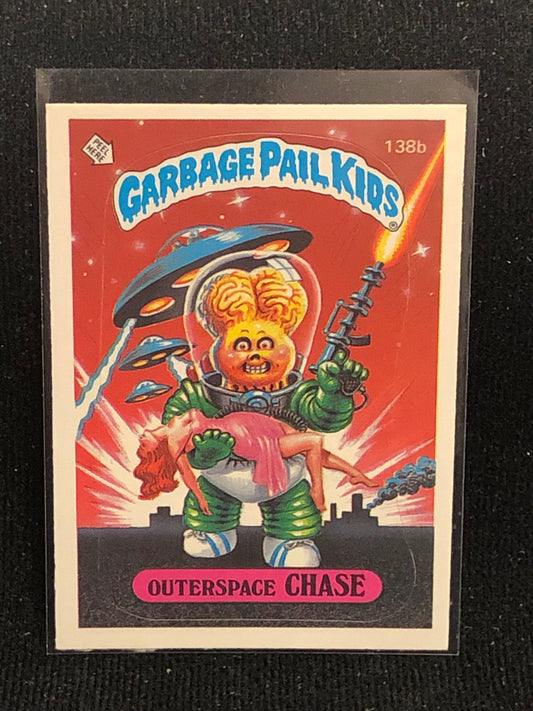 PEEL
HERE
138b
GARBAGE PAIL KIDS®
OUTERSPACE CHASE